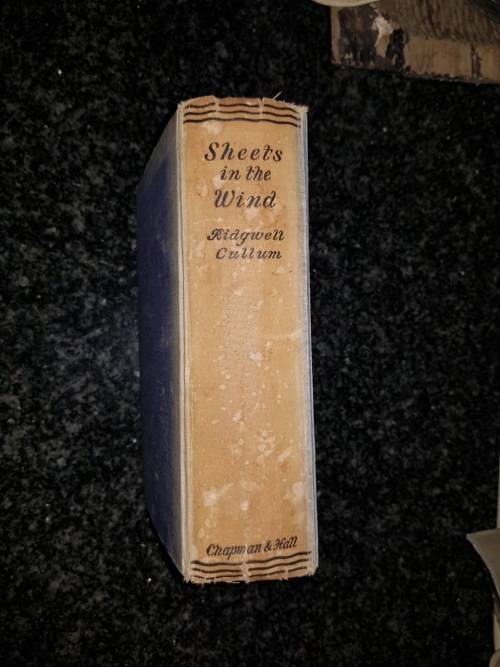 Sheets
in the
Wind
Ridgwell
Cullum
Chapman & Hall